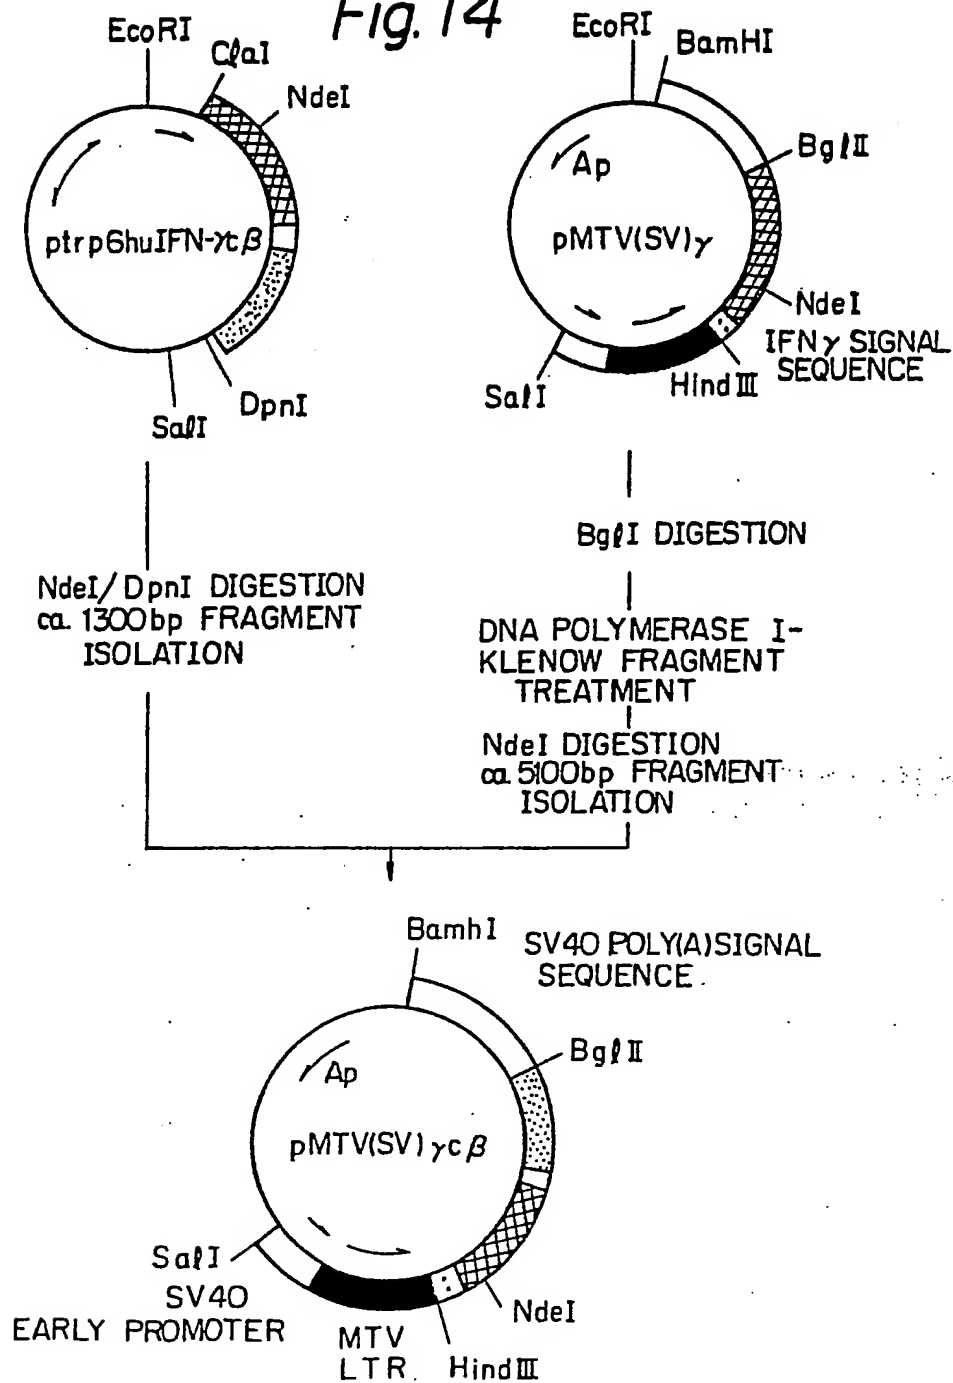 Fig. 14
EcoRI
ClaI
NdeI
ptrp6huIFN-γcβ
DpnI
SalI
EcoRI
BamHI
BglII
Ap
pMTV(SV)γ
NdeI
IFNγ SIGNAL
SEQUENCE
HindIII
SalI
NdeI/DpnI DIGESTION
ca. 1300bp FRAGMENT
ISOLATION
BglI DIGESTION
DNA POLYMERASE I-
KLENOW FRAGMENT
TREATMENT
NdeI DIGESTION
ca 5100bp FRAGMENT
ISOLATION
BamhI
SV40 POLY(A)SIGNAL
SEQUENCE.
BglII
Ap
pMTV(SV)γcβ
SalI
SV40
EARLY PROMOTER
MTV
LTR.
HindIII
NdeI